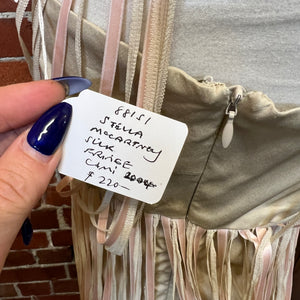 88151
STELLA
McCARTNEY
SILK
FRINGE
CAMI 2000s
$220-